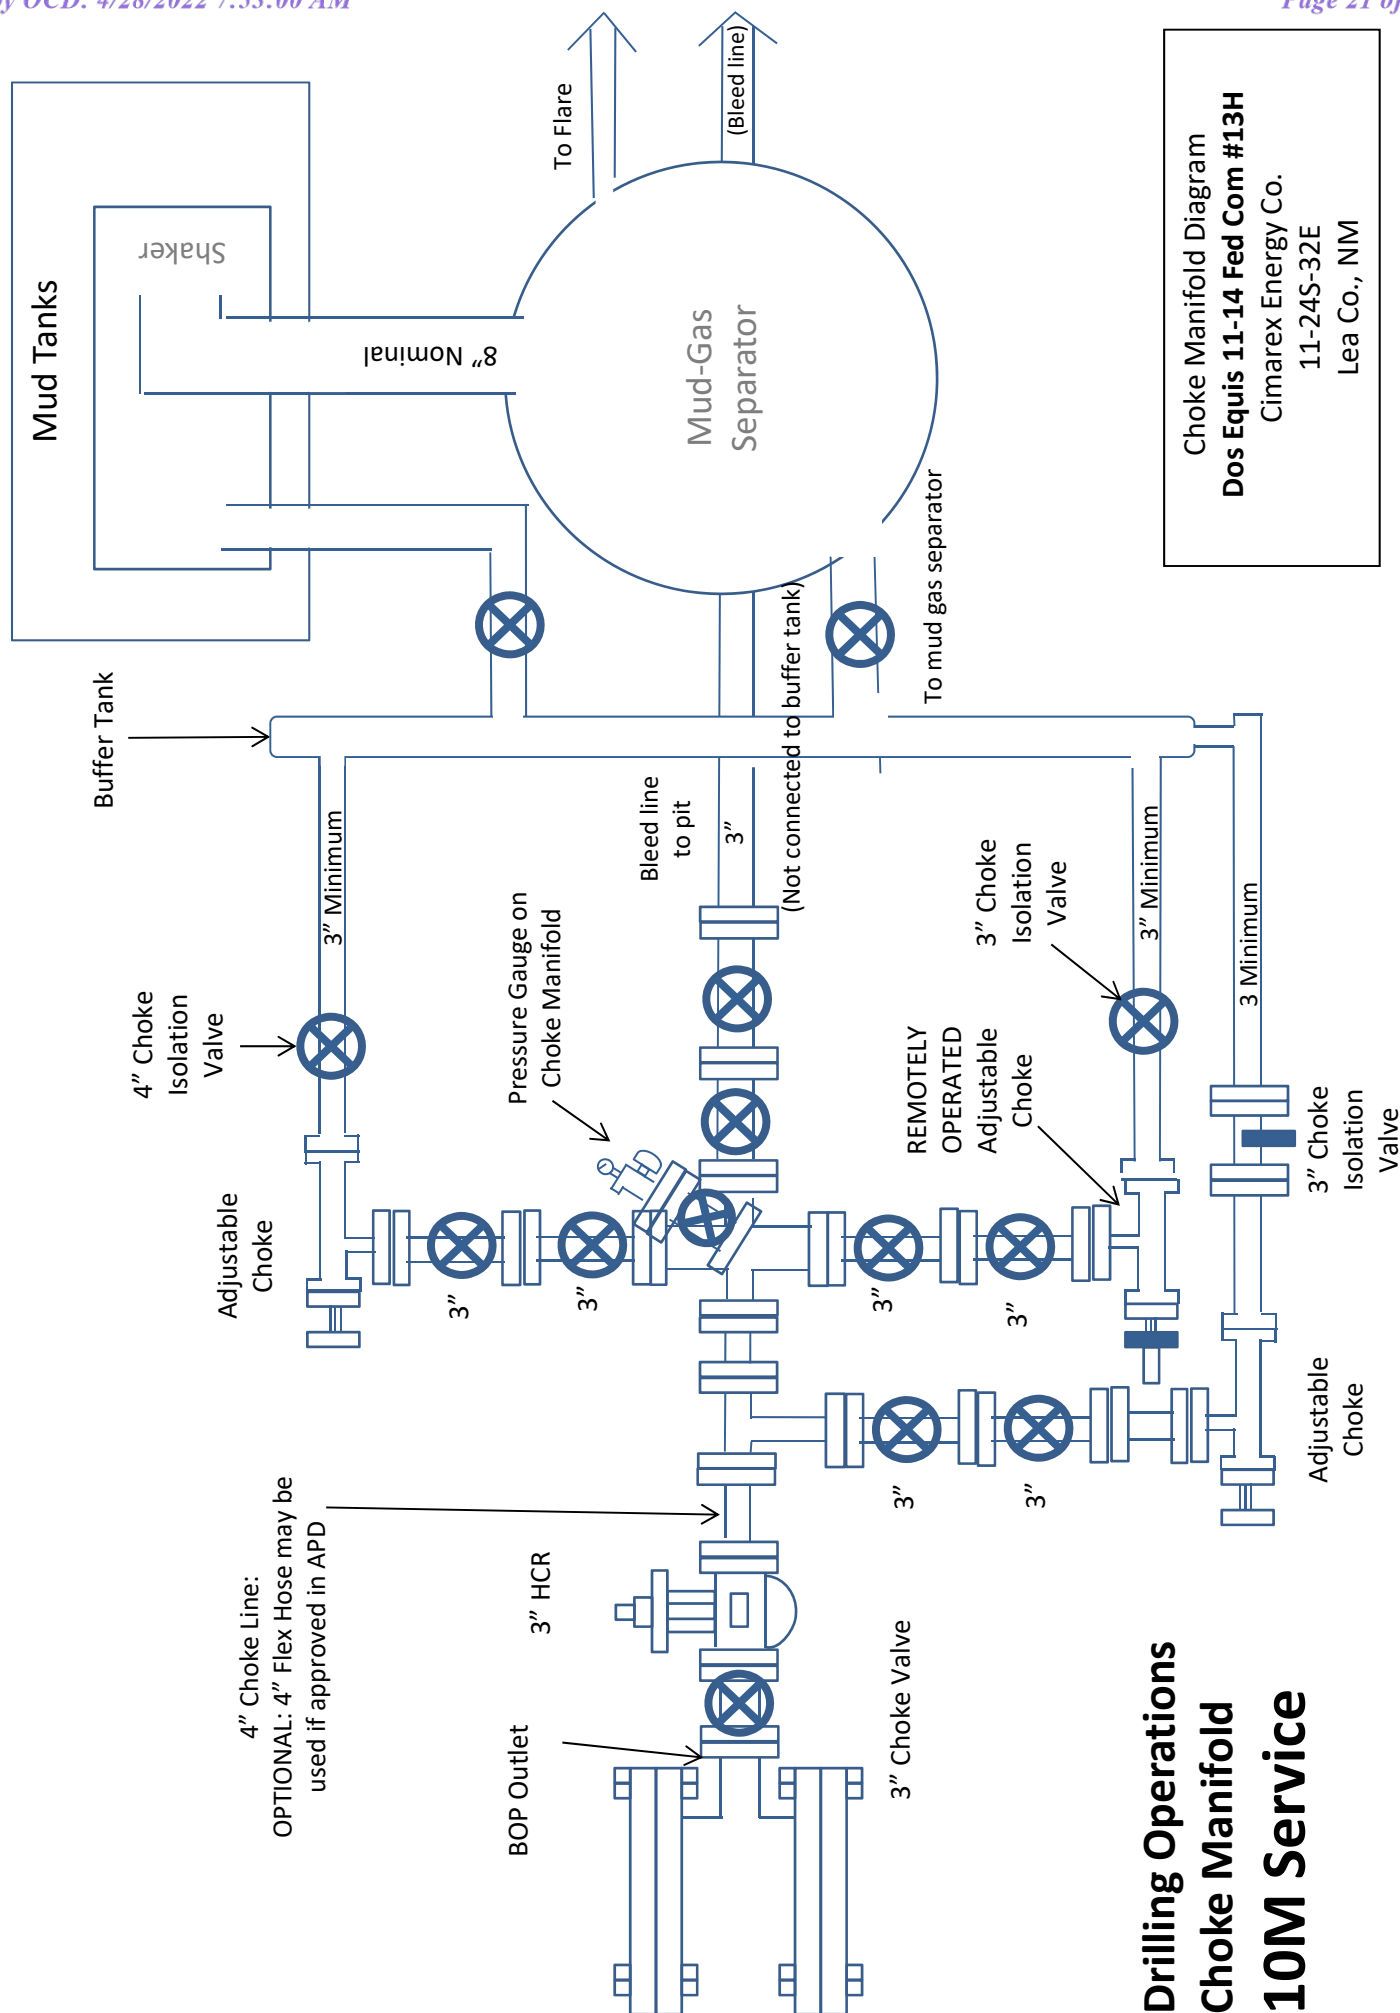 by OCD: 4/28/2022 7:53:00 AM
Page 21 of
Mud Tanks
Shaker
8” Nominal
To Flare
(Bleed line)
Mud-Gas
Separator
Buffer Tank
To mud gas separator
(Not connected to buffer tank)
Bleed line
to pit
3”
3” Minimum
4” Choke
Isolation
Valve
Pressure Gauge on
Choke Manifold
3” Choke
Isolation
Valve
3” Minimum
3 Minimum
REMOTELY
OPERATED
Adjustable
Choke
3” Choke
Isolation
Valve
Adjustable
Choke
3”
3”
3”
3”
3”
3”
Adjustable
Choke
4” Choke Line:
OPTIONAL: 4” Flex Hose may be
used if approved in APD
3” HCR
BOP Outlet
3” Choke Valve
Drilling Operations
Choke Manifold
10M Service
Choke Manifold Diagram
Dos Equis 11-14 Fed Com #13H
Cimarex Energy Co.
11-24S-32E
Lea Co., NM